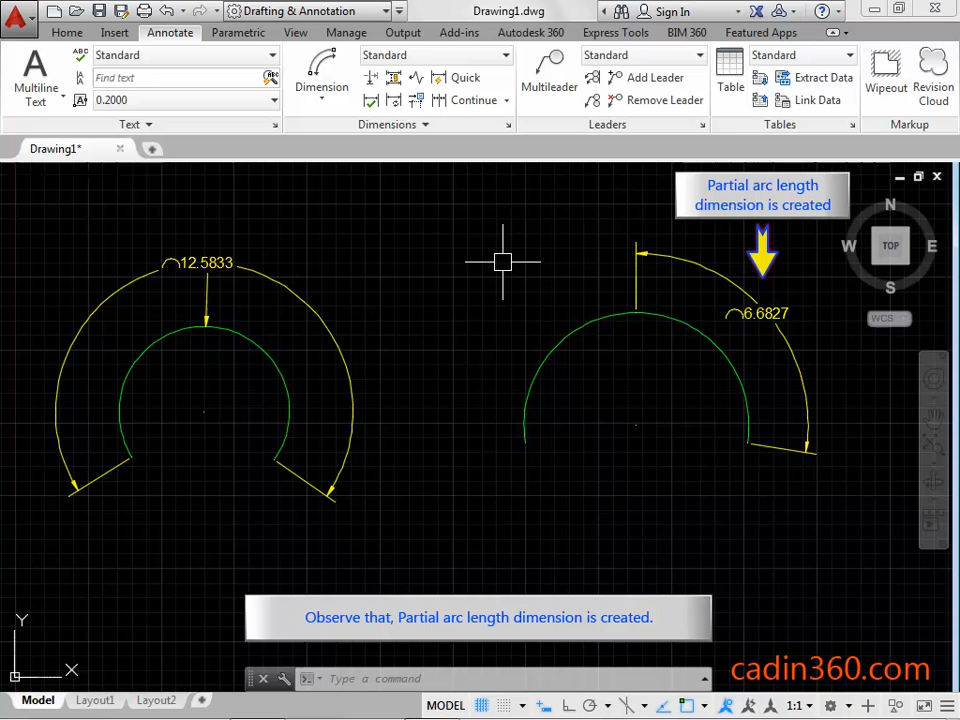 Drafting & Annotation
Drawing1.dwg
Sign In
Home Insert Annotate Parametric View Manage Output Add-ins Autodesk 360 Express Tools BIM 360 Featured Apps
Multiline Text
Standard
Find text
0.2000
Text
Dimension
Standard
Quick
Continue
Dimensions
Multileader
Standard
Add Leader
Remove Leader
Leaders
Table
Standard
Extract Data
Link Data
Tables
Wipeout
Revision Cloud
Markup
Drawing1*
Partial arc length
dimension is created
N
W TOP E
S
WCS
12.5833
6.6827
Observe that, Partial arc length dimension is created.
Y
X
Type a command
cadin360.com
Model Layout1 Layout2
MODEL
1:1